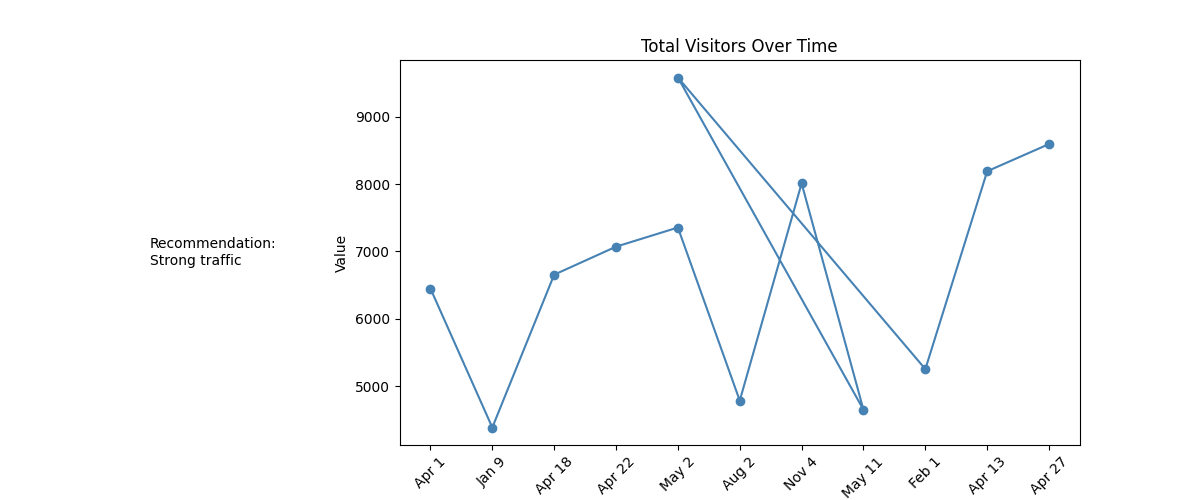 Total Visitors Over Time
Recommendation:
Strong traffic
Value
9000
8000
7000
6000
5000
Apr 1
Jan 9
Apr 18
Apr 22
May 2
Aug 2
Nov 4
May 11
Feb 1
Apr 13
Apr 27